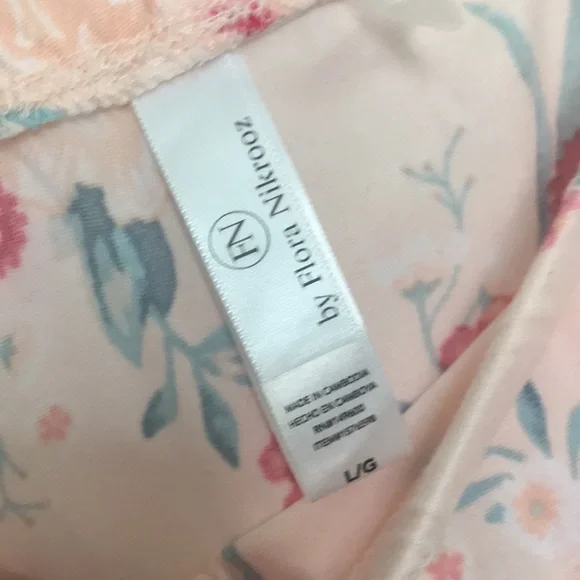 FN
by Flora Nikrooz
MADE IN CAMBODIA
HECHO EN CAMBOYA
L/G